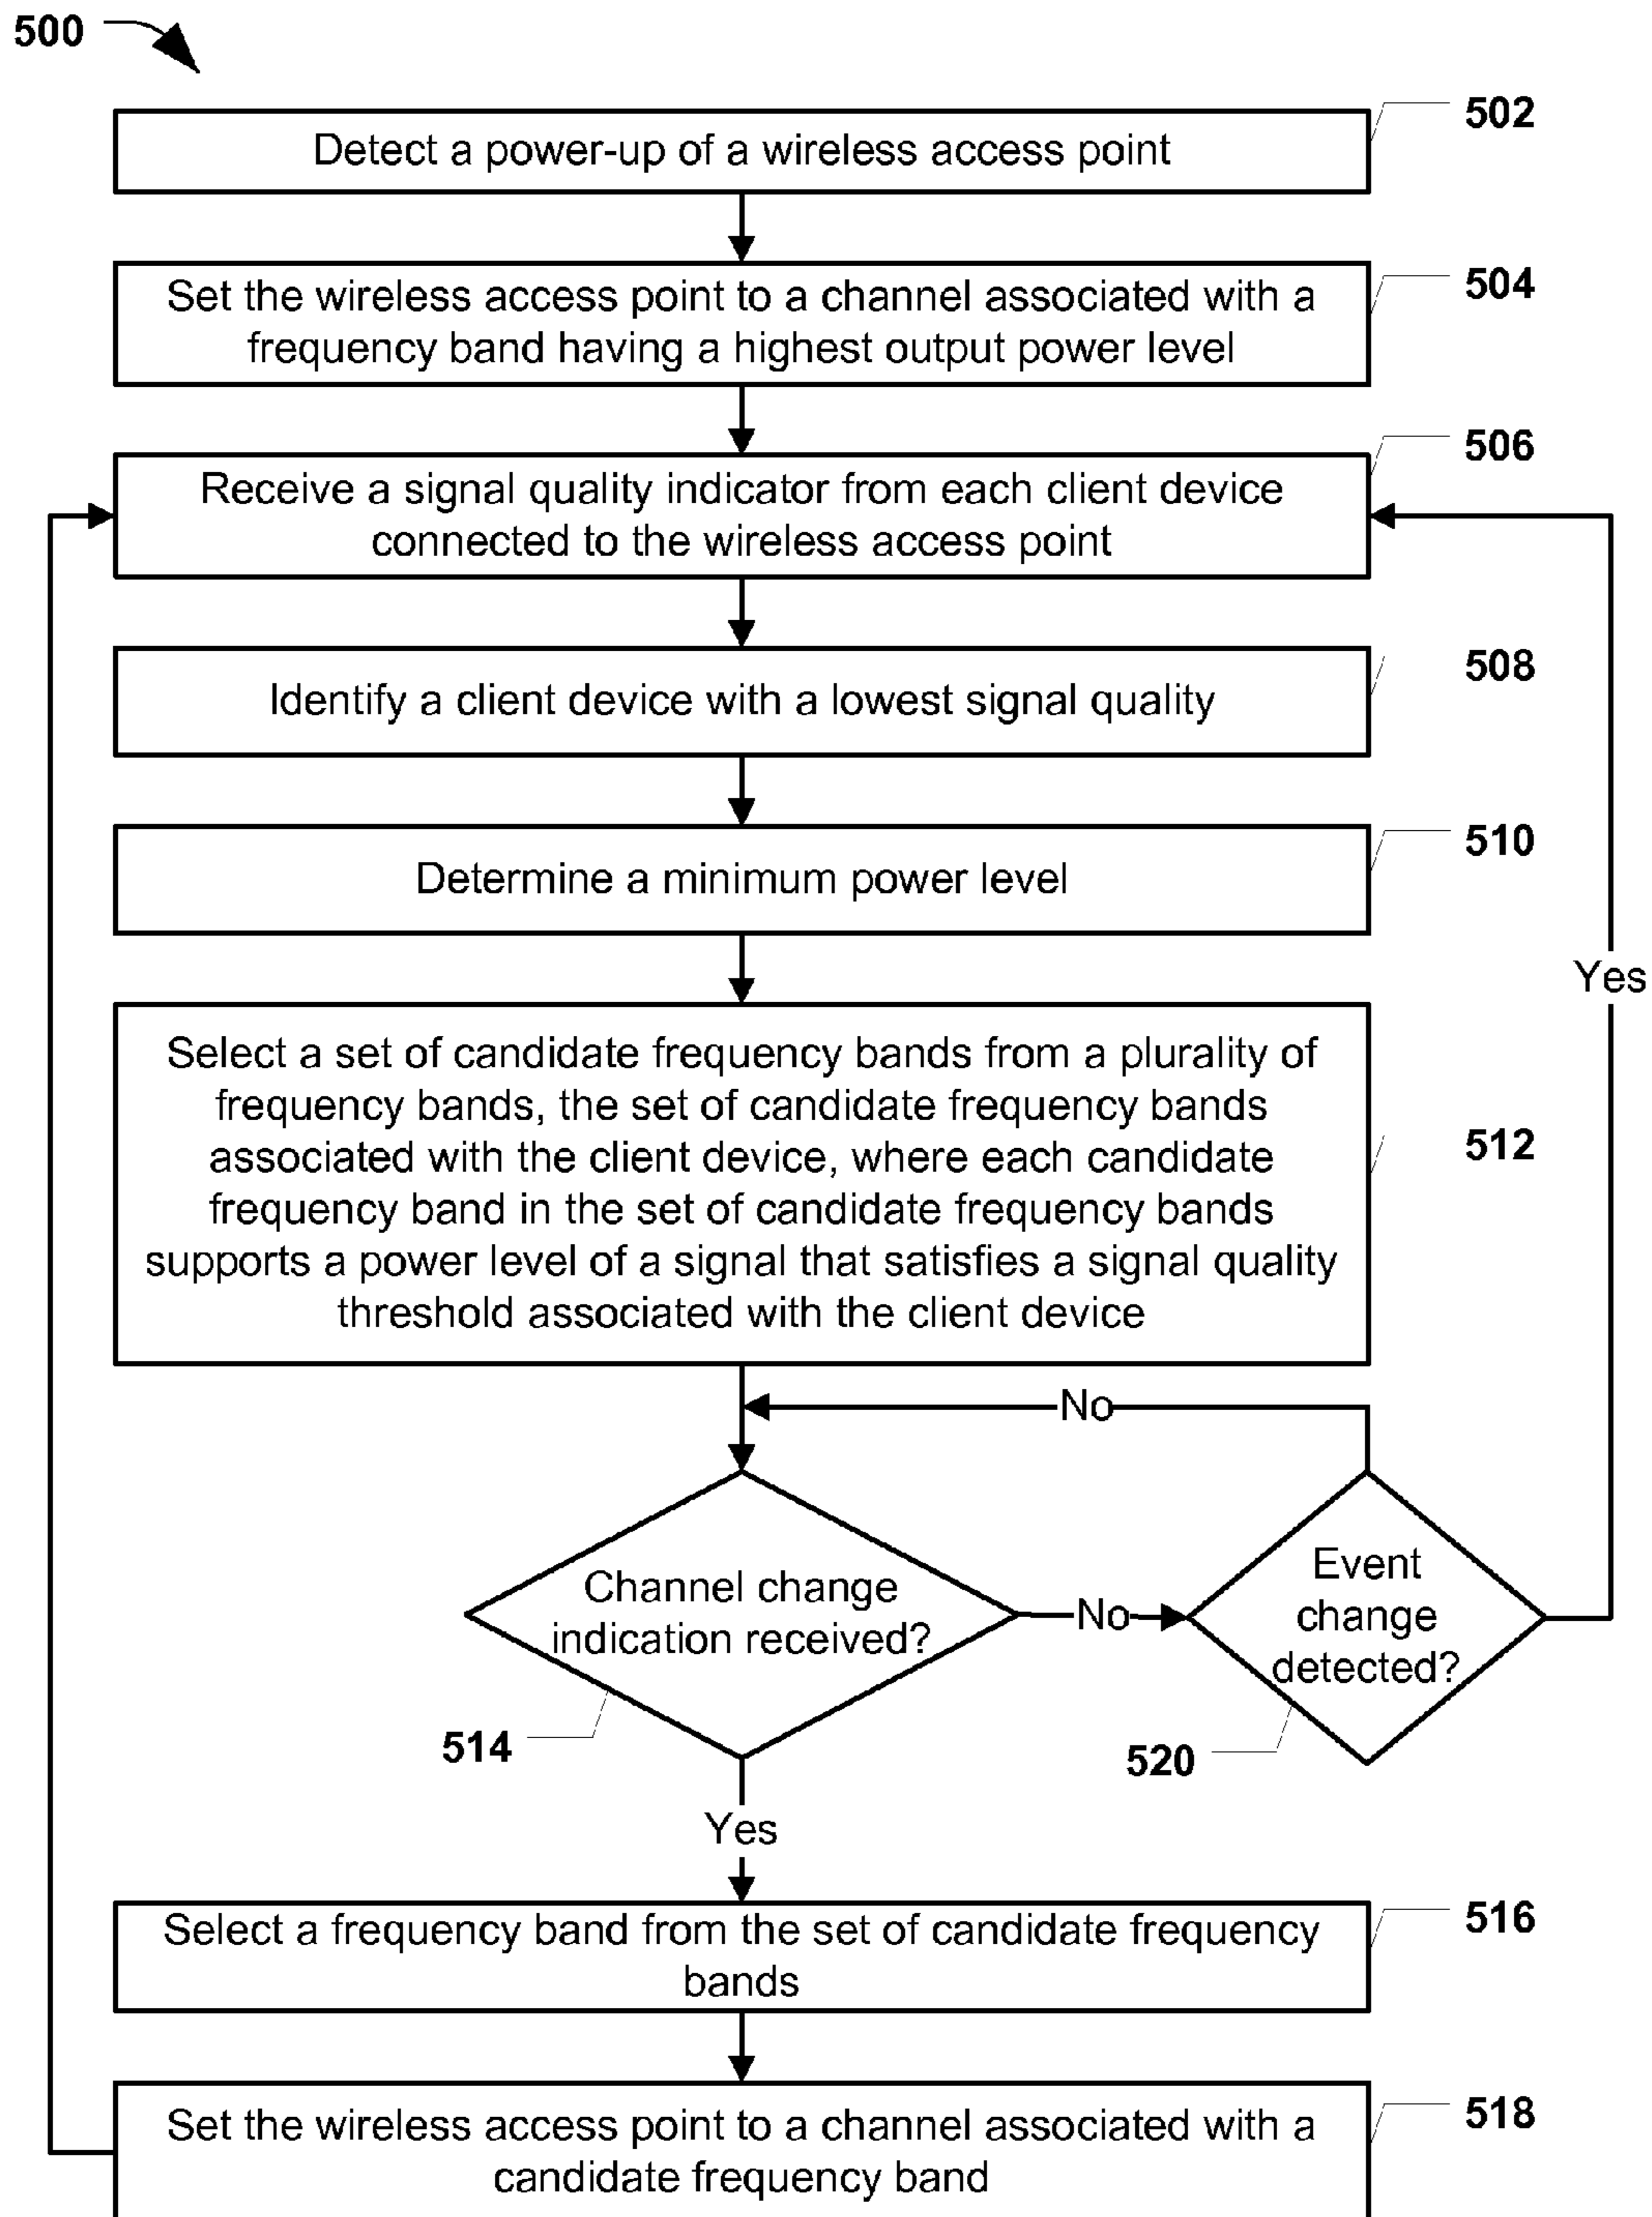 500
502
Detect a power-up of a wireless access point
504
Set the wireless access point to a channel associated with a
frequency band having a highest output power level
506
Receive a signal quality indicator from each client device
connected to the wireless access point
508
Identify a client device with a lowest signal quality
510
Determine a minimum power level
Yes
Select a set of candidate frequency bands from a plurality of
frequency bands, the set of candidate frequency bands
associated with the client device, where each candidate
frequency band in the set of candidate frequency bands
supports a power level of a signal that satisfies a signal quality
threshold associated with the client device
512
No
Channel change
indication received?
No
Event
change
detected?
514
520
Yes
516
Select a frequency band from the set of candidate frequency
bands
518
Set the wireless access point to a channel associated with a
candidate frequency band